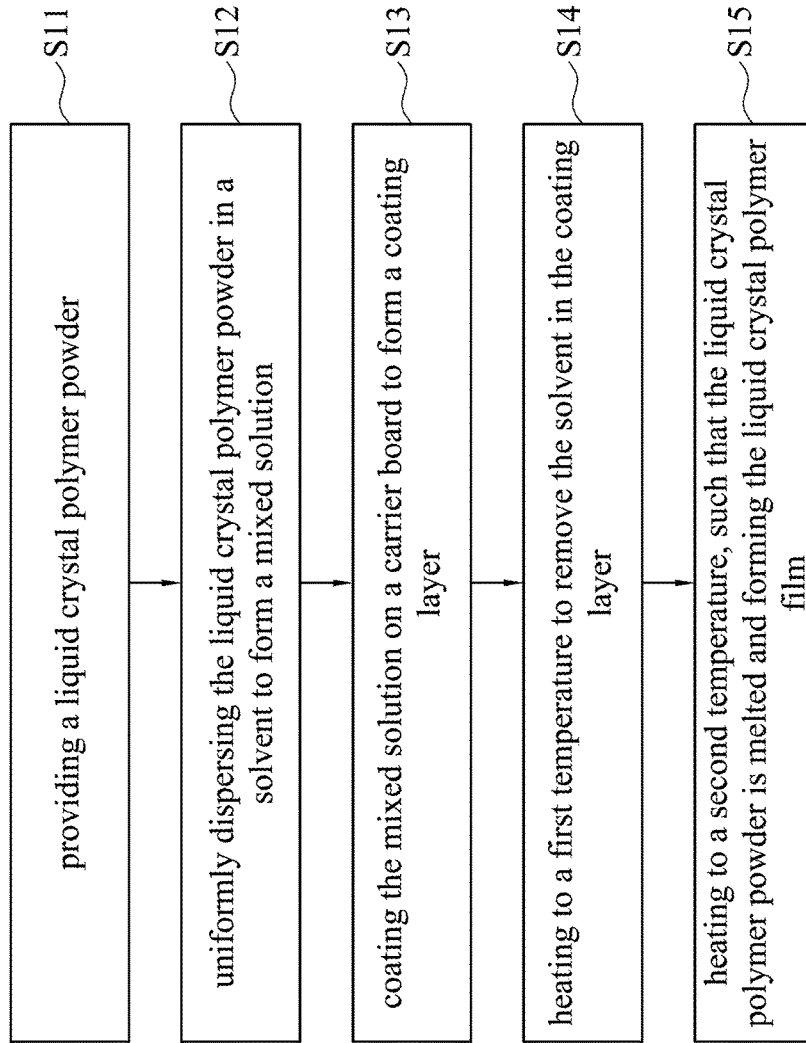 providing a liquid crystal polymer powder
S11
uniformly dispersing the liquid crystal polymer powder in a
solvent to form a mixed solution
S12
coating the mixed solution on a carrier board to form a coating
layer
S13
heating to a first temperature to remove the solvent in the coating
layer
S14
heating to a second temperature, such that the liquid crystal
polymer powder is melted and forming the liquid crystal polymer
film
S15